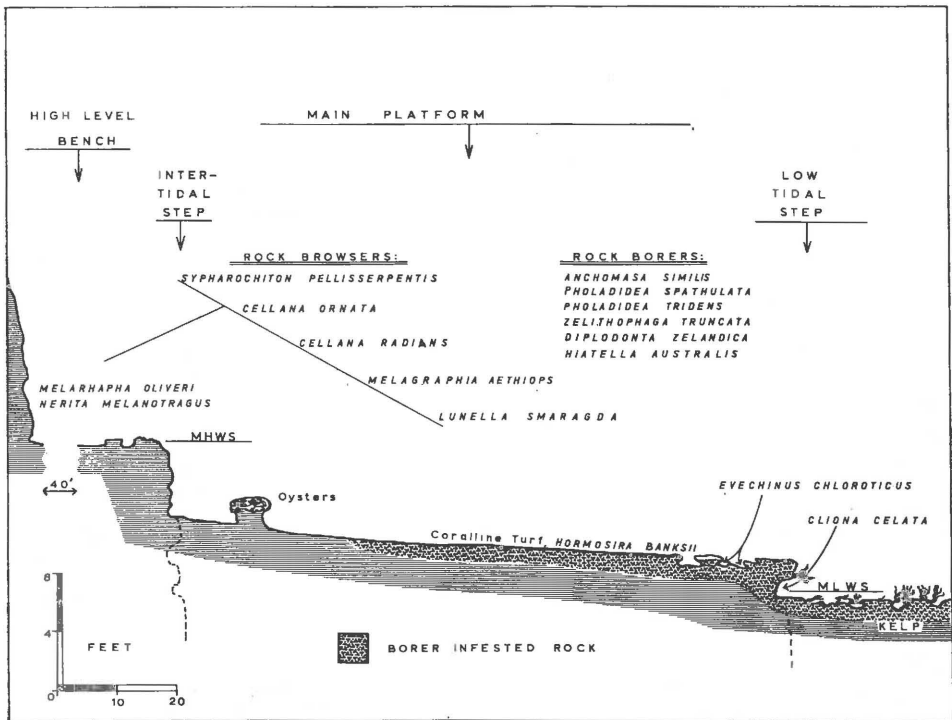 HIGH LEVEL
BENCH
MAIN PLATFORM
INTER-
TIDAL
STEP
LOW
TIDAL
STEP
ROCK BROWSERS:
SYPHAROCHITON PELLISSERPENTIS
CELLANA ORNATA
CELLANA RADIANS
MELAGRAPHIA AETHIOPS
LUNELLA SMARAGDA
ROCK BORERS:
ANCHOMASA SIMILIS
PHOLADIDEA SPATHULATA
PHOLADIDEA TRIDENS
ZELITHOPHAGA TRUNCATA
DIPLODONTA ZELANDICA
HIATELLA AUSTRALIS
MELARHAPHA OLIVERI
NERITA MELANOTRAGUS
MHWS
40'
Oysters
EVECHINUS CHLOROTICUS
CLIONA CELATA
Coralline Turf, HORMOSIRA BANKSII
MLWS
KELP
8
4
0
FEET
10
20
BORER INFESTED ROCK